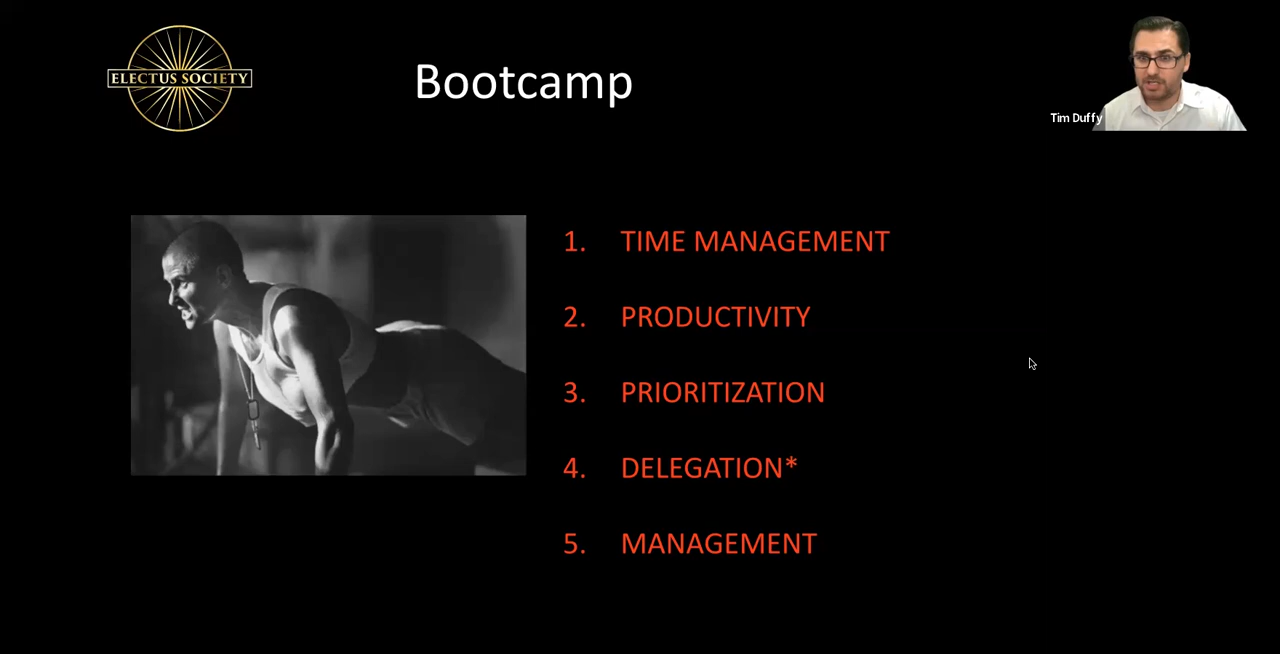 ELECTUS SOCIETY
Bootcamp
Tim Duffy
1. TIME MANAGEMENT
2. PRODUCTIVITY
3. PRIORITIZATION
4. DELEGATION*
5. MANAGEMENT